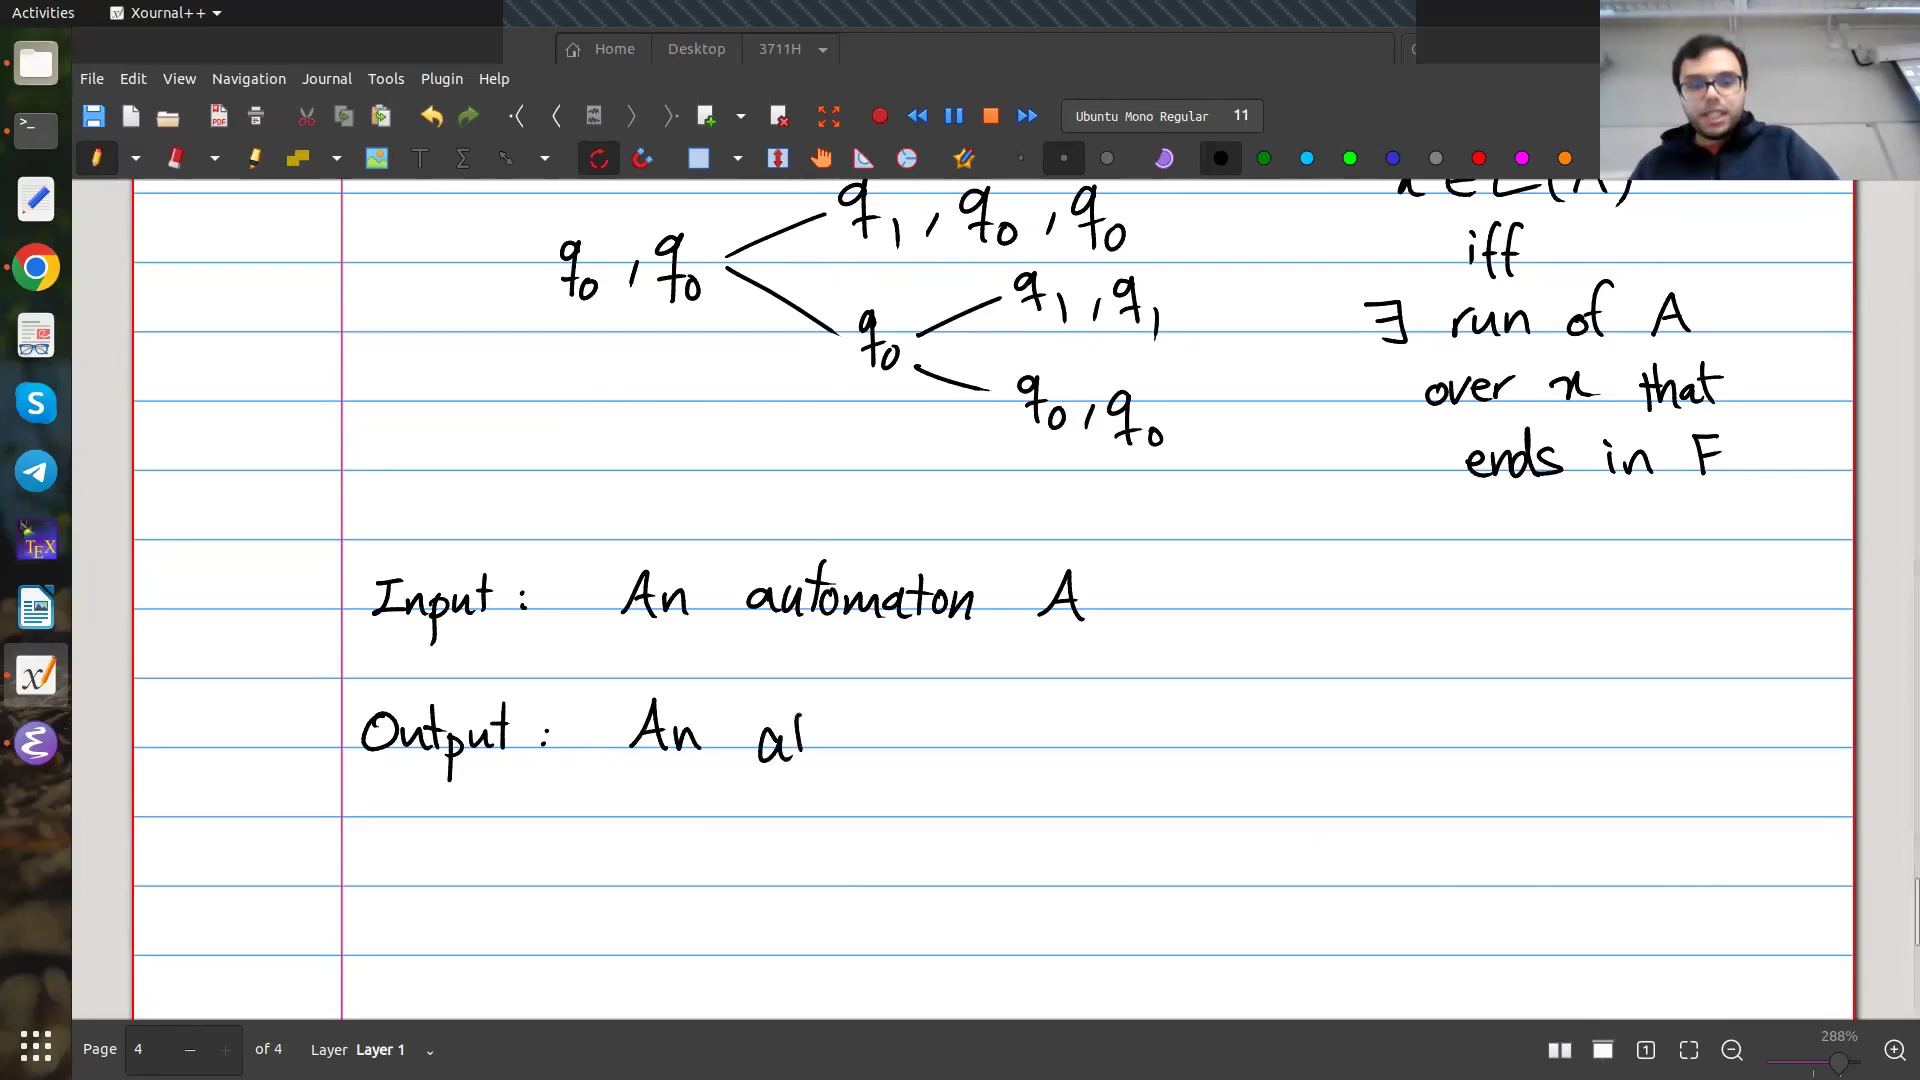 Activities
Xournal++
Home
Desktop
3711H
File Edit View Navigation Journal Tools Plugin Help
Ubuntu Mono Regular 11
x ∈ L(A)
iff
∃ run of A
over x that
ends in F
q1, q0, q0
q0, q0
q1, q1
q0
q0, q0
Input: An automaton A
Output: An al
Page 4 of 4 Layer Layer 1
288%